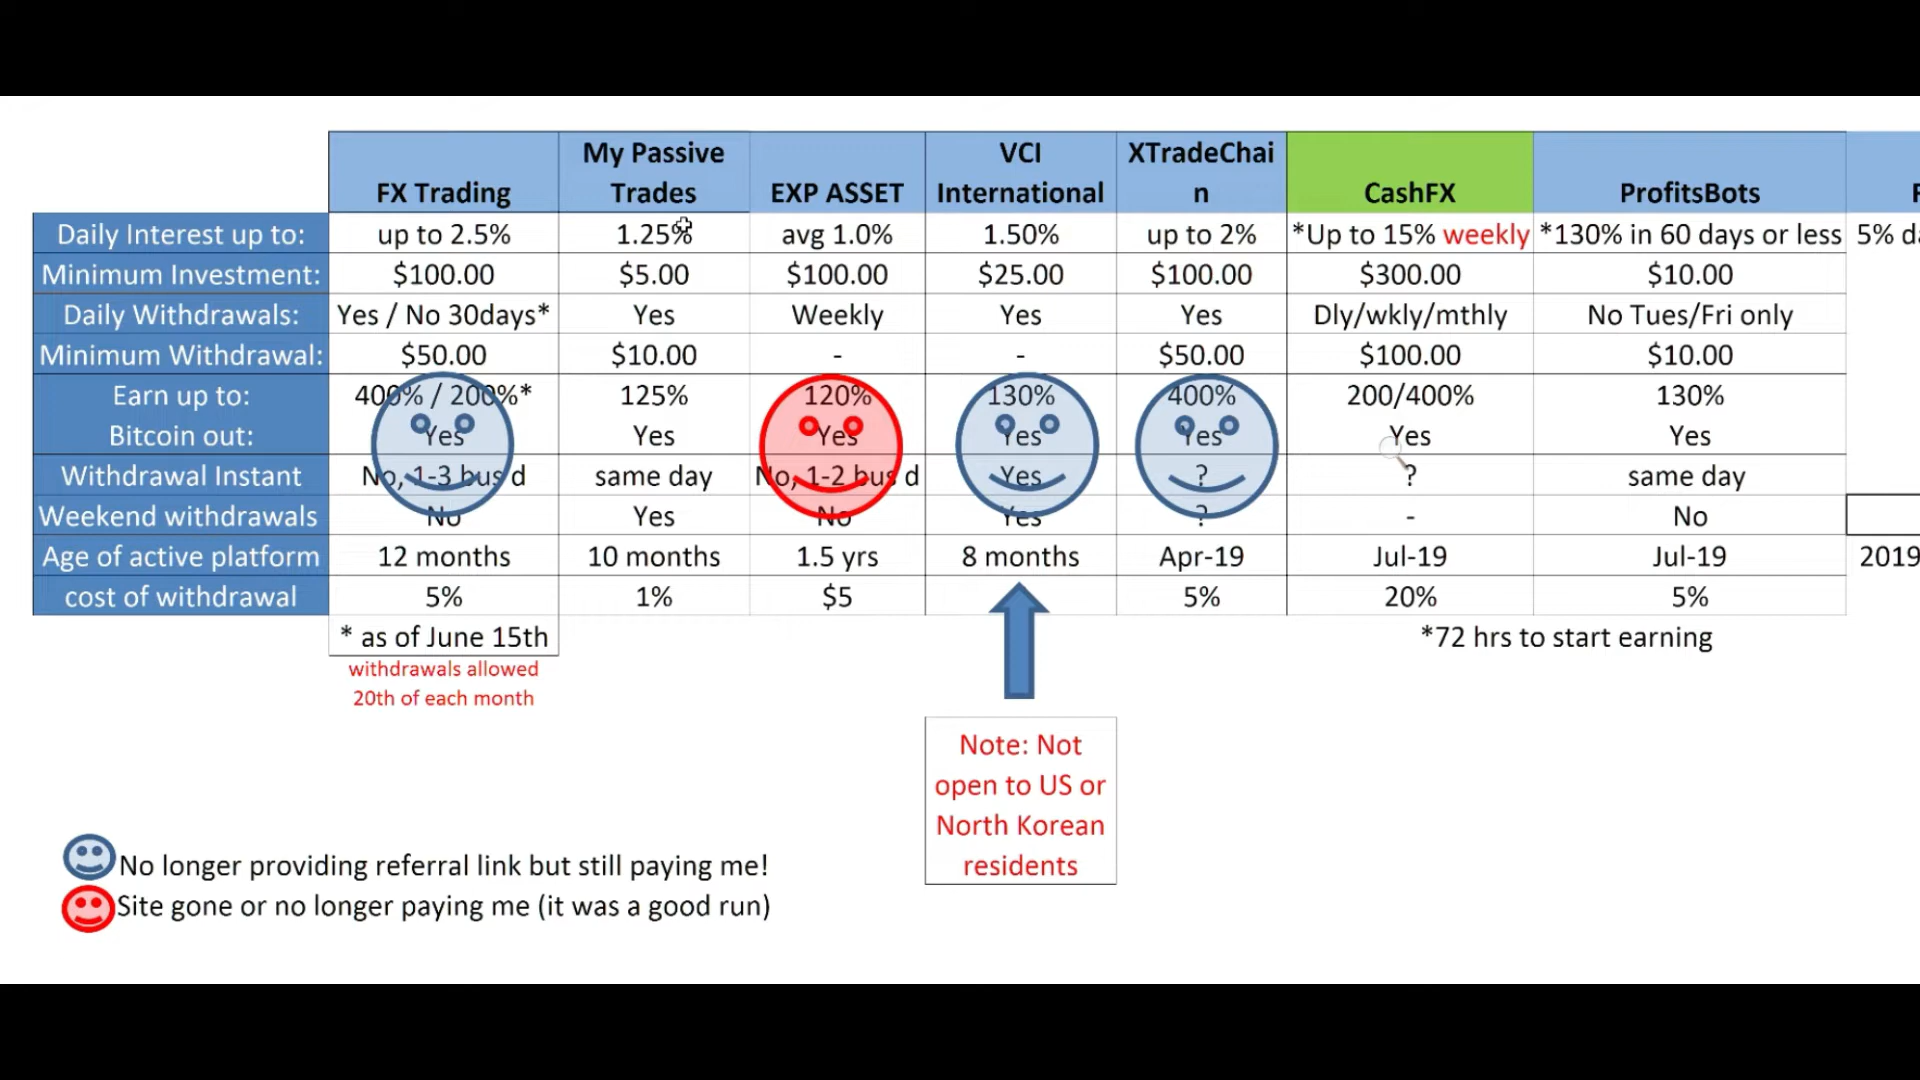 My Passive VCI XTradeChai
FX Trading Trades EXP ASSET International n CashFX ProfitsBots
Daily Interest up to: up to 2.5% 1.25% avg 1.0% 1.50% up to 2% *Up to 15% weekly *130% in 60 days or less 5%
Minimum Investment: $100.00 $5.00 $100.00 $25.00 $100.00 $300.00 $10.00
Daily Withdrawals: Yes / No 30days* Yes Weekly Yes Yes Dly/wkly/mthly No Tues/Fri only
Minimum Withdrawal: $50.00 $10.00 - - $50.00 $100.00 $10.00
Earn up to: 400% / 200%* 125% 120% 130% 400% 200/400% 130%
Bitcoin out: Yes Yes Yes Yes Yes Yes Yes
Withdrawal Instant No, 1-3 bus d same day No, 1-2 bus d Yes ? ? same day
Weekend withdrawals No Yes No Yes ? - No
Age of active platform 12 months 10 months 1.5 yrs 8 months Apr-19 Jul-19 Jul-19 2019
cost of withdrawal 5% 1% $5 5% 20% 5%
* as of June 15th *72 hrs to start earning
withdrawals allowed
20th of each month
Note: Not
open to US or
North Korean
residents
No longer providing referral link but still paying me!
Site gone or no longer paying me (it was a good run)